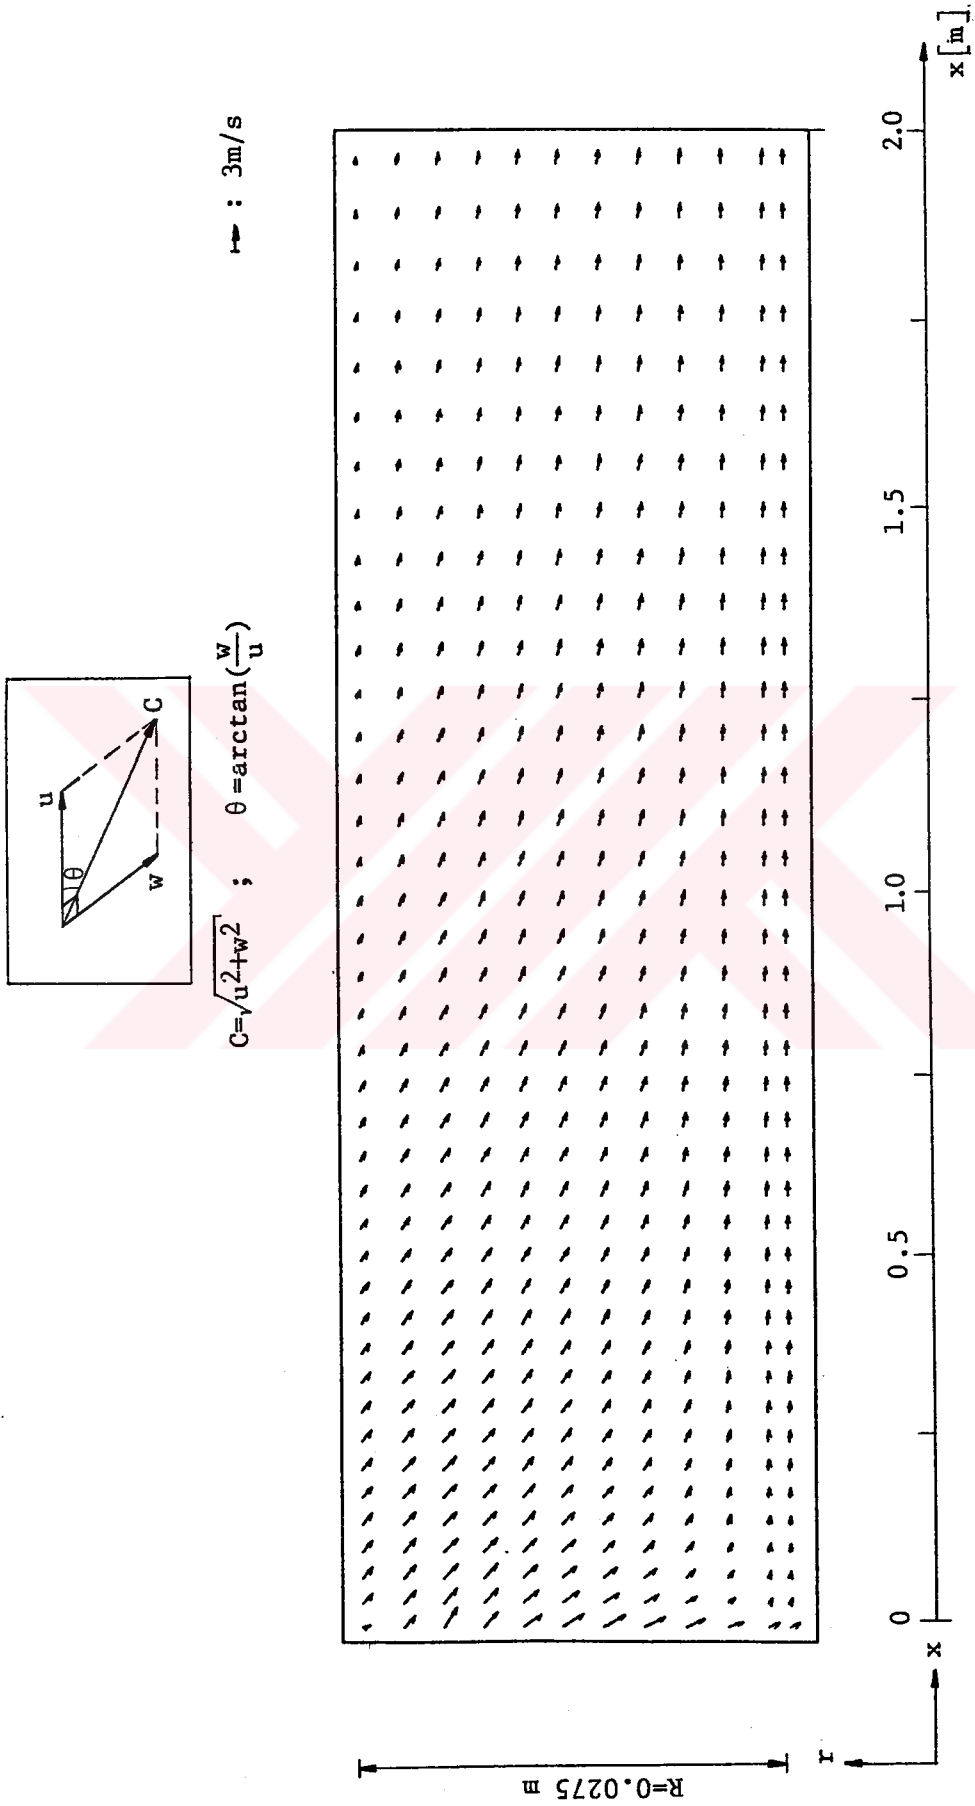 u
θ
w
C
C=√u²+w² ; θ=arctan(w/u)
: 3m/s
R=0.0275 m
r
x
0
0.5
1.0
1.5
2.0
x[m]